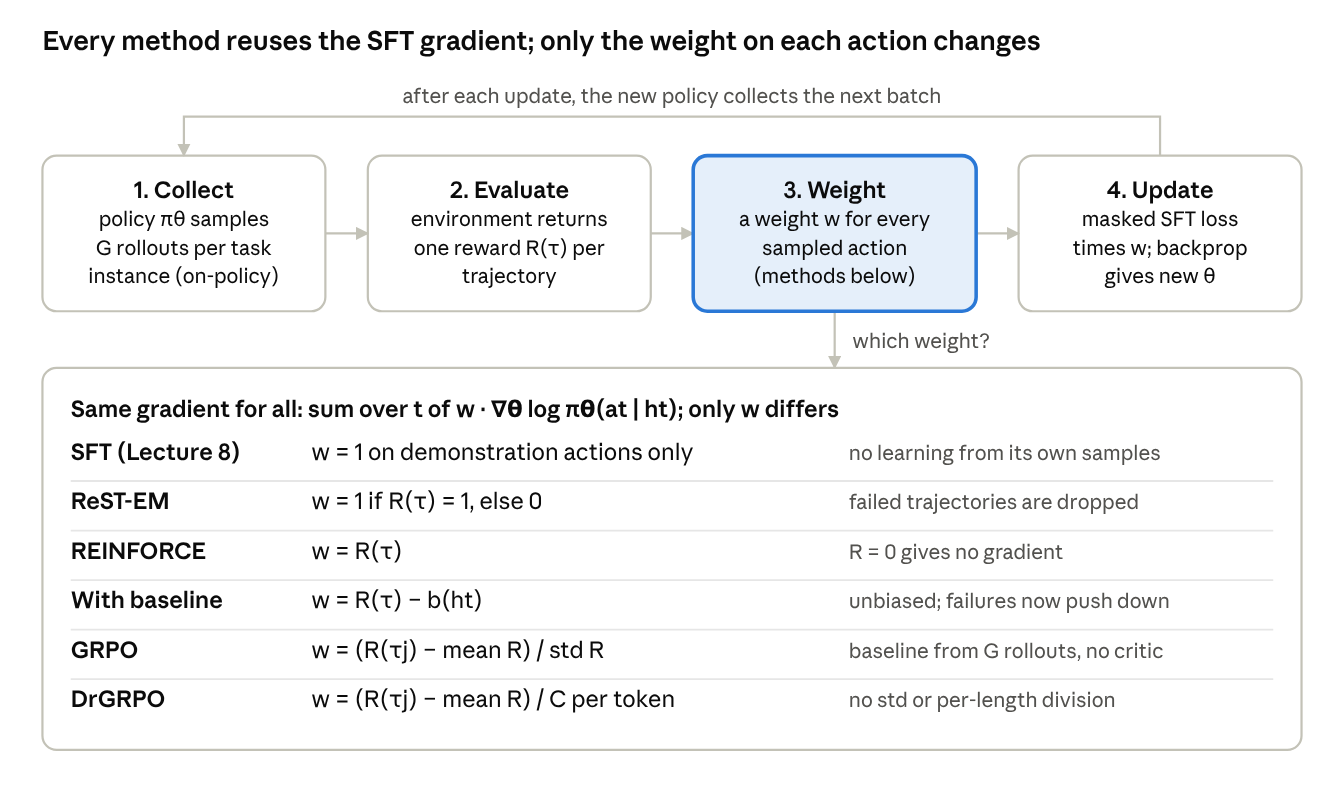 Every method reuses the SFT gradient; only the weight on each action changes
after each update, the new policy collects the next batch
1. Collect
policy πθ samples
G rollouts per task
instance (on-policy)
2. Evaluate
environment returns
one reward R(τ) per
trajectory
3. Weight
a weight w for every
sampled action
(methods below)
4. Update
masked SFT loss
times w; backprop
gives new θ
which weight?
Same gradient for all: sum over t of w · ∇θ log πθ(at | ht); only w differs
SFT (Lecture 8) w = 1 on demonstration actions only no learning from its own samples
ReST-EM w = 1 if R(τ) = 1, else 0 failed trajectories are dropped
REINFORCE w = R(τ) R = 0 gives no gradient
With baseline w = R(τ) − b(ht) unbiased; failures now push down
GRPO w = (R(τj) − mean R) / std R baseline from G rollouts, no critic
DrGRPO w = (R(τj) − mean R) / C per token no std or per-length division